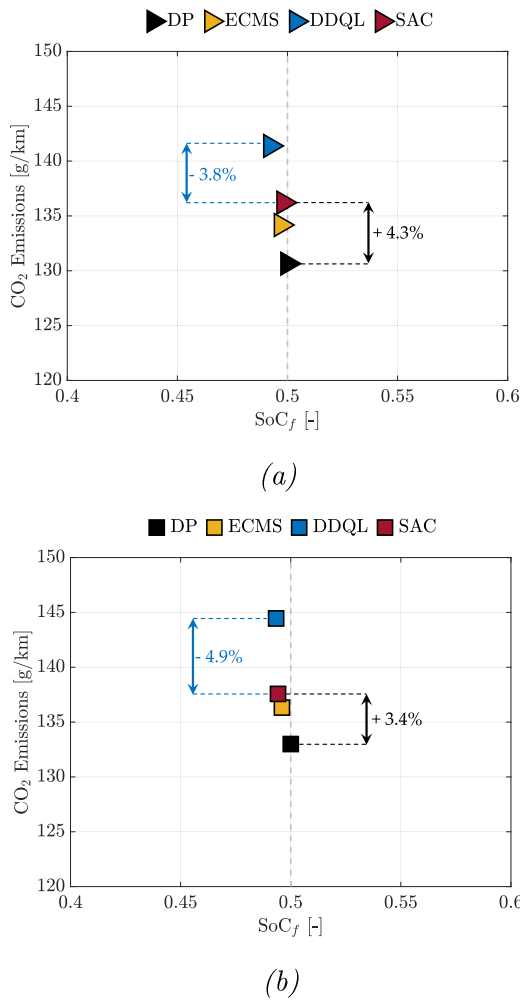 DP ECMS DDQL SAC
150
145
140
135
130
125
120
CO₂ Emissions [g/km]
- 3.8%
+ 4.3%
0.4 0.45 0.5 0.55 0.6
SoC_f [-]
(a)
DP ECMS DDQL SAC
150
145
140
135
130
125
120
CO₂ Emissions [g/km]
- 4.9%
+ 3.4%
0.4 0.45 0.5 0.55 0.6
SoC_f [-]
(b)